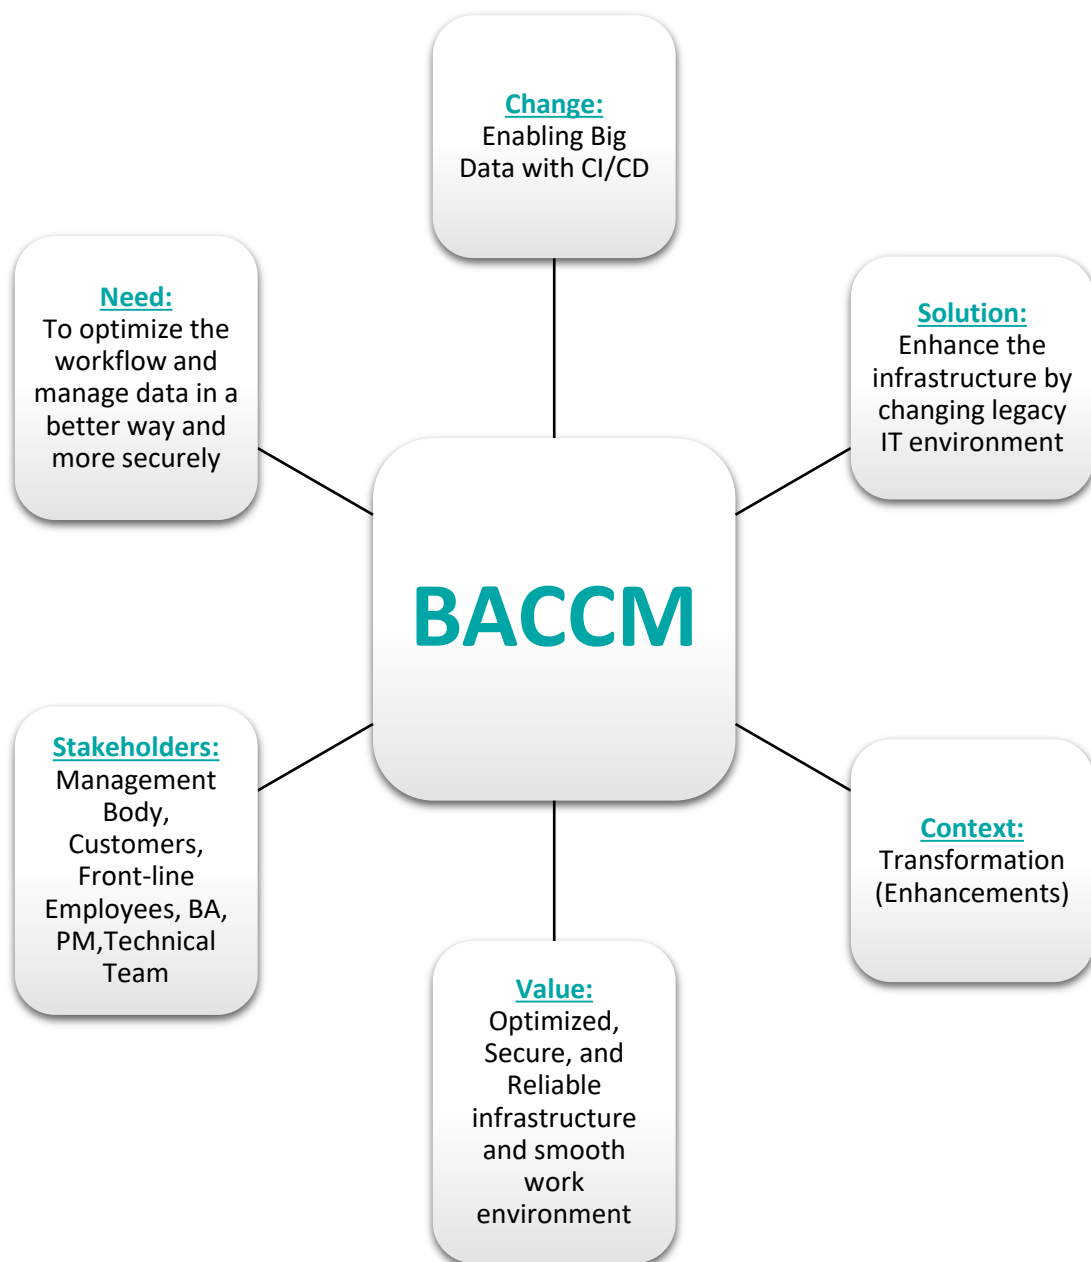 Change:
Enabling Big
Data with CI/CD
Need:
To optimize the
workflow and
manage data in a
better way and
more securely
Solution:
Enhance the
infrastructure by
changing legacy
IT environment
BACCM
Stakeholders:
Management
Body,
Customers,
Front-line
Employees, BA,
PM,Technical
Team
Context:
Transformation
(Enhancements)
Value:
Optimized,
Secure, and
Reliable
infrastructure
and smooth
work
environment